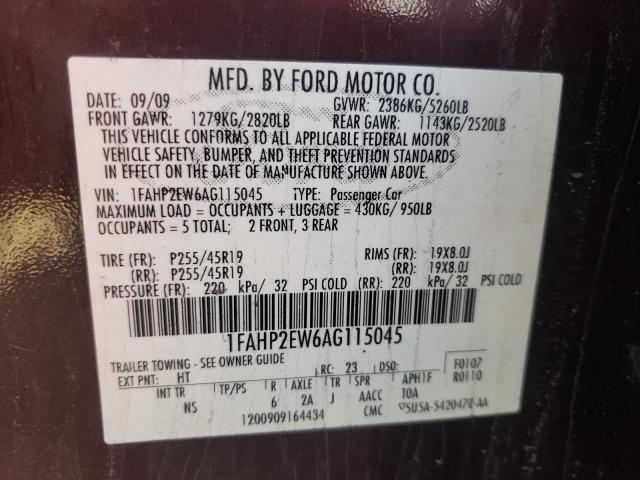 MFD. BY FORD MOTOR CO.
DATE: 09/09 GVWR: 2386KG/5260LB
FRONT GAWR: 1279KG/2820LB REAR GAWR: 1143KG/2520LB
THIS VEHICLE CONFORMS TO ALL APPLICABLE FEDERAL MOTOR
VEHICLE SAFETY, BUMPER, AND THEFT PREVENTION STANDARDS
IN EFFECT ON THE DATE OF MANUFACTURE SHOWN ABOVE.
VIN: 1FAHP2EW6AG115045 TYPE: Passenger Car
MAXIMUM LOAD = OCCUPANTS + LUGGAGE = 430KG/ 950LB
OCCUPANTS = 5 TOTAL; 2 FRONT, 3 REAR
TIRE (FR): P255/45R19 RIMS (FR): 19X8.0J
(RR): P255/45R19 (RR): 19X8.0J
PRESSURE (FR): 220 kPa/ 32 PSI COLD (RR): 220 kPa/ 32 PSI COLD
1FAHP2EW6AG115045
TRAILER TOWING - SEE OWNER GUIDE
EXT PNT: HT RC: 23 DSO: F0107
INT TR TP/PS R AXLE TR SPR APH1F R0110
NS 6 2A J AACC TOA
1200909164434 CMC